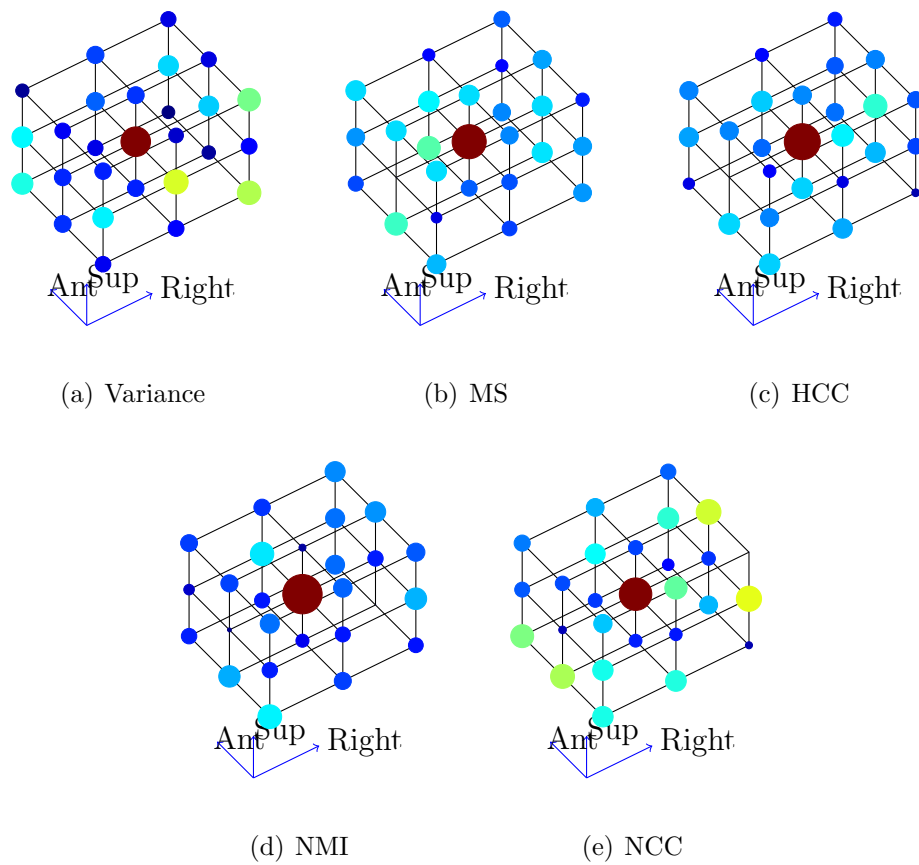 Ant Sup Right Ant Sup Right Ant Sup Right
(a) Variance (b) MS (c) HCC
Ant Sup Right Ant Sup Right
(d) NMI (e) NCC